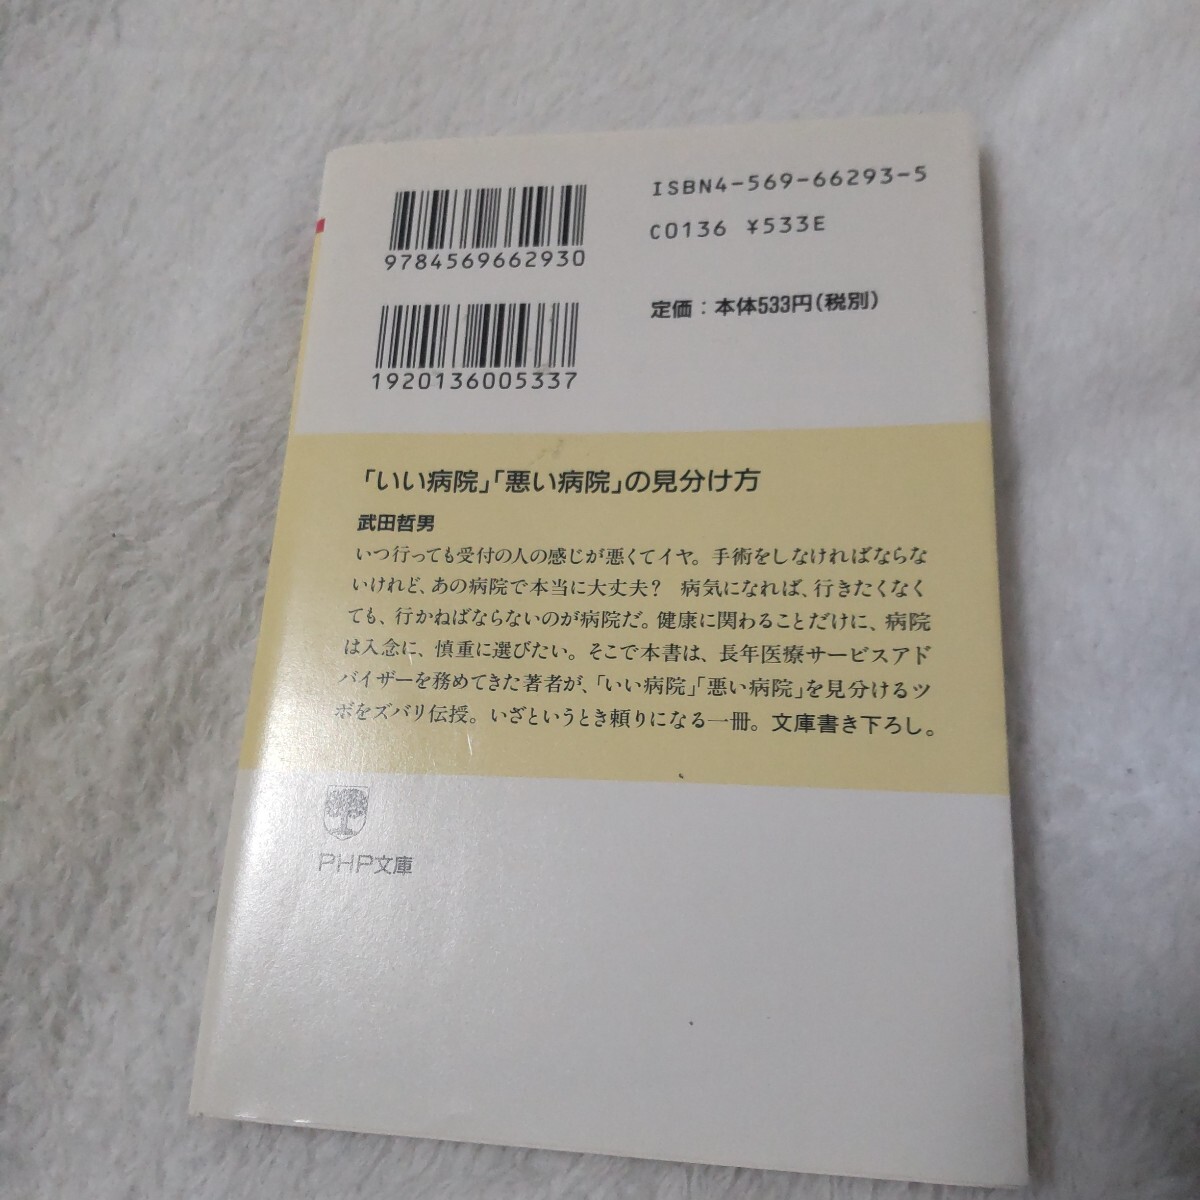 ISBN4-569-66293-5
C0136 ¥533E
定価：本体533円（税別）
9784569662930
1920136005337
「いい病院」「悪い病院」の見分け方
武田哲男
いつ行っても受付の人の感じが悪くてイヤ。手術をしなければならな
いけれど、あの病院で本当に大丈夫？　病気になれば、行きたくなく
ても、行かねばならないのが病院だ。健康に関わることだけに、病院
は入念に、慎重に選びたい。そこで本書は、長年医療サービスアド
バイザーを務めてきた著者が、「いい病院」「悪い病院」を見分けるツ
ボをズバリ伝授。いざというとき頼りになる一冊。文庫書き下ろし。
PHP文庫